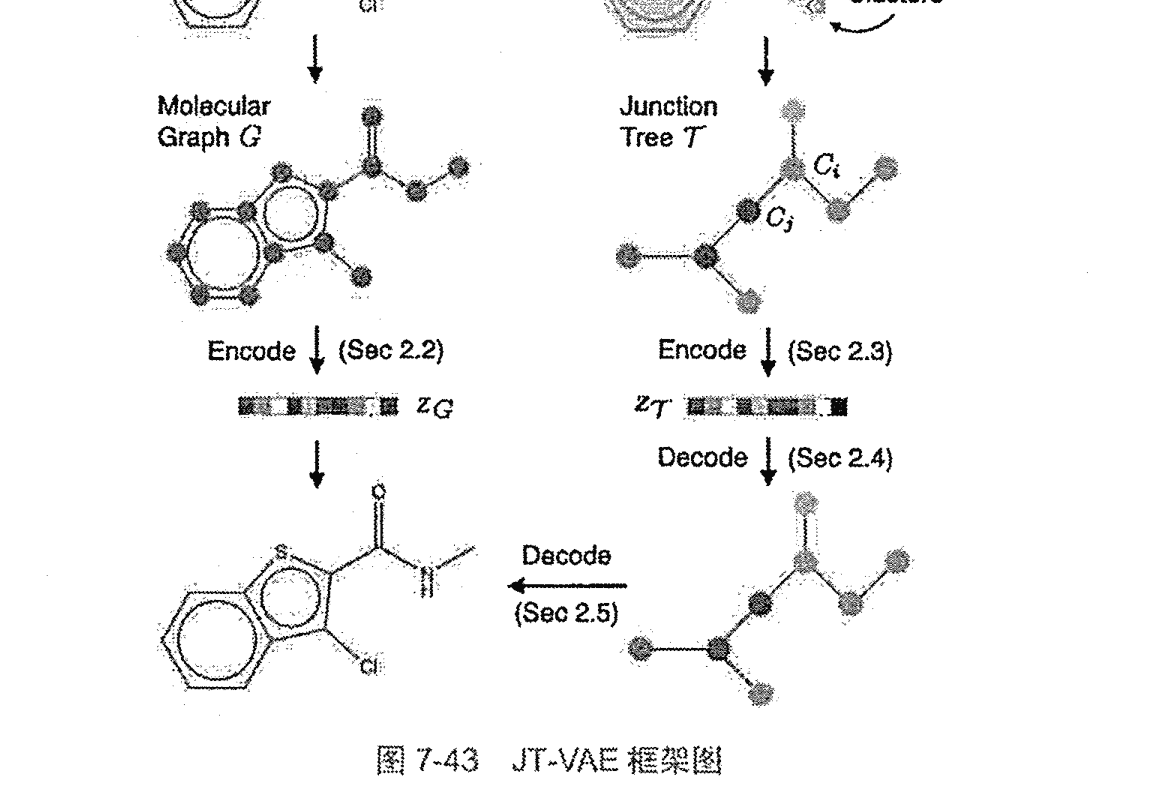 Cl
Clusters
Molecular
Graph G
Junction
Tree 𝒯
C_i
C_j
Encode (Sec 2.2)
Encode (Sec 2.3)
z_G
z_𝒯
Decode (Sec 2.4)
O
S
N
H
Cl
Decode
(Sec 2.5)
图 7-43 JT-VAE 框架图